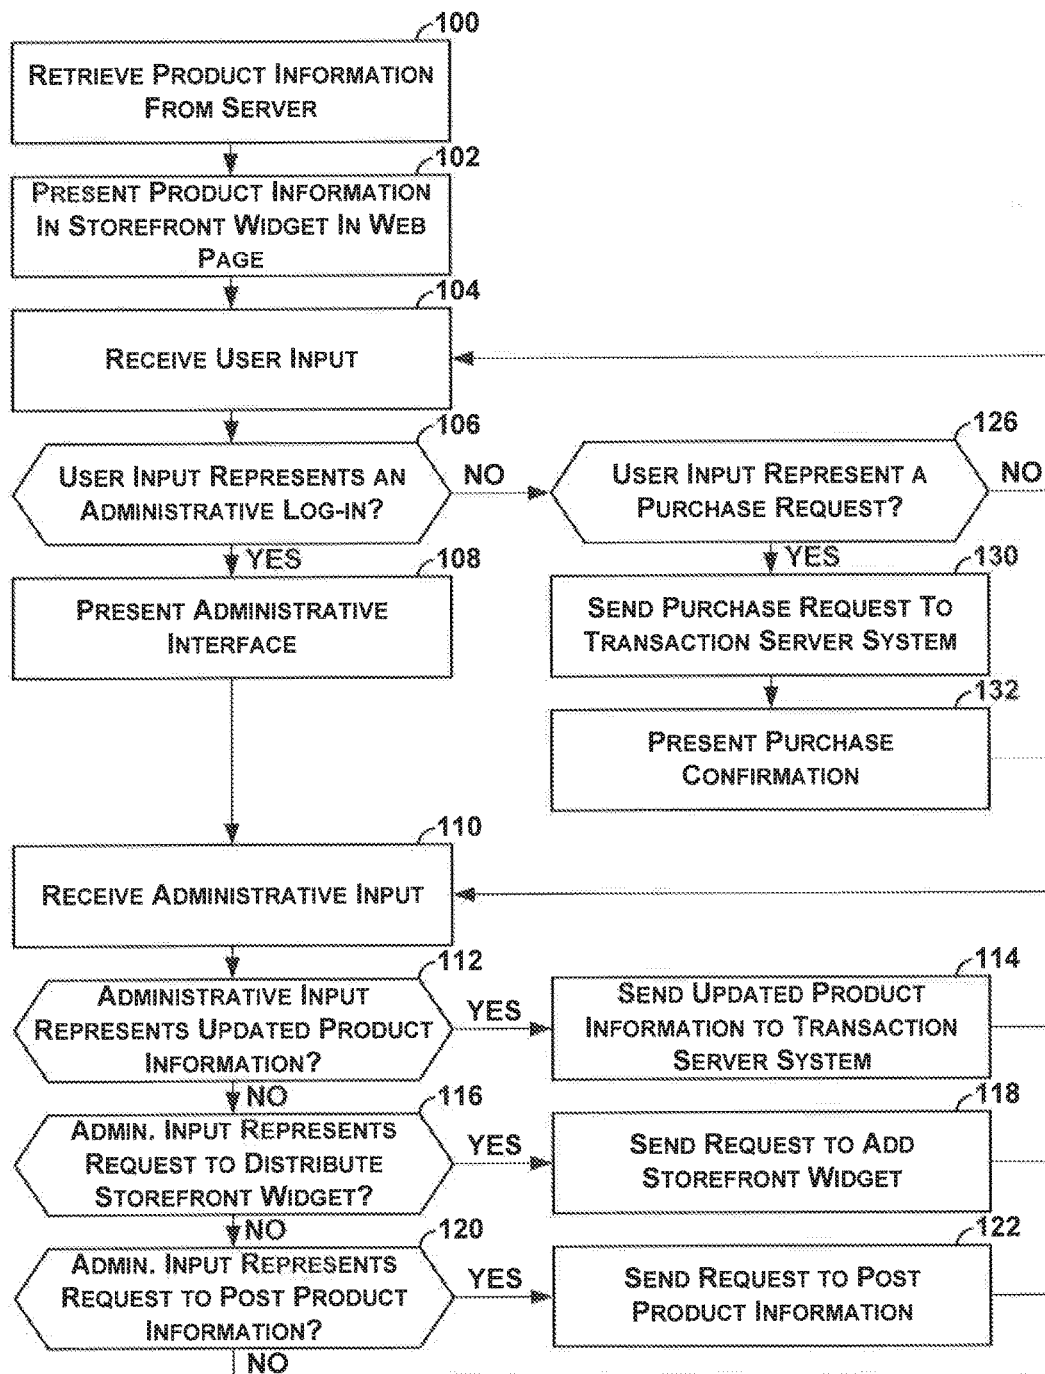 100
RETRIEVE PRODUCT INFORMATION
FROM SERVER
102
PRESENT PRODUCT INFORMATION
IN STOREFRONT WIDGET IN WEB
PAGE
104
RECEIVE USER INPUT
106
USER INPUT REPRESENTS AN
ADMINISTRATIVE LOG-IN?
NO
126
USER INPUT REPRESENT A
PURCHASE REQUEST?
NO
YES
108
PRESENT ADMINISTRATIVE
INTERFACE
YES
130
SEND PURCHASE REQUEST TO
TRANSACTION SERVER SYSTEM
132
PRESENT PURCHASE
CONFIRMATION
110
RECEIVE ADMINISTRATIVE INPUT
112
ADMINISTRATIVE INPUT
REPRESENTS UPDATED PRODUCT
INFORMATION?
YES
114
SEND UPDATED PRODUCT
INFORMATION TO TRANSACTION
SERVER SYSTEM
NO
116
ADMIN. INPUT REPRESENTS
REQUEST TO DISTRIBUTE
STOREFRONT WIDGET?
YES
118
SEND REQUEST TO ADD
STOREFRONT WIDGET
NO
120
ADMIN. INPUT REPRESENTS
REQUEST TO POST PRODUCT
INFORMATION?
YES
122
SEND REQUEST TO POST
PRODUCT INFORMATION
NO